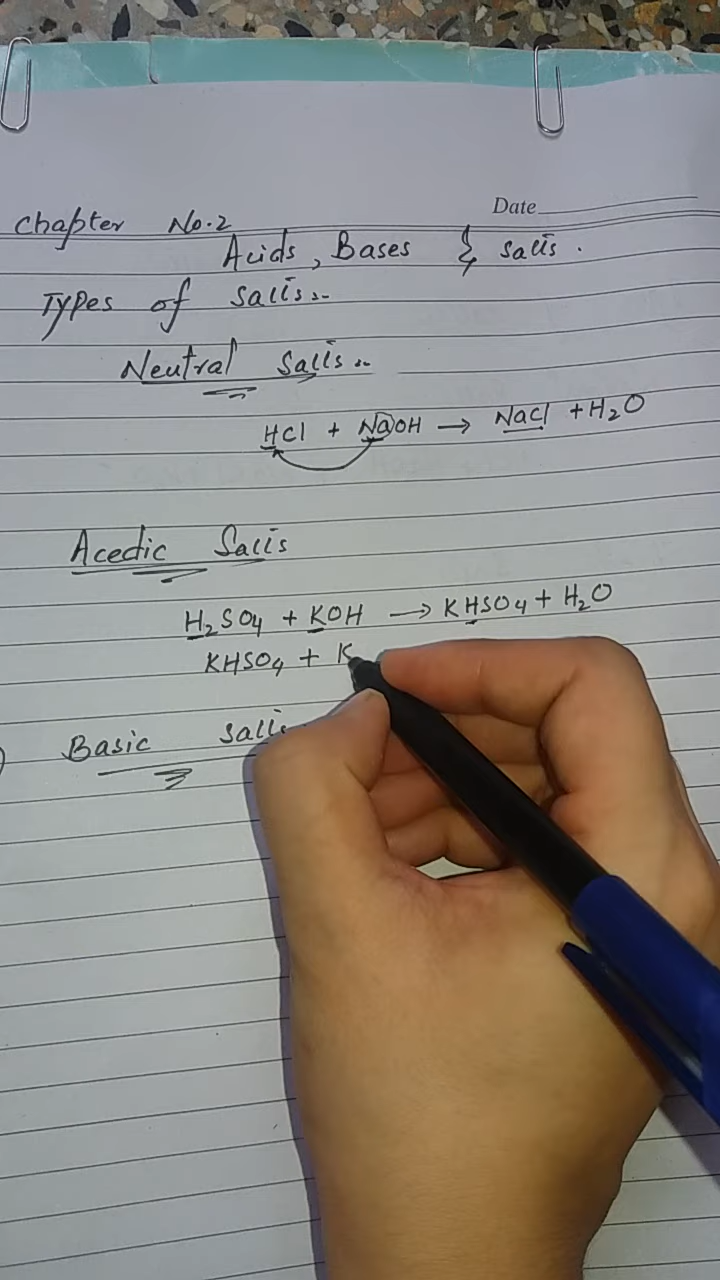 Date
Chapter No.2
Acids, Bases & Salts.
Types of Salts:-
Neutral Salts:-
HCl + NaOH → NaCl + H₂O
Acedic Salts
H₂SO₄ + KOH → KHSO₄ + H₂O
KHSO₄ + K
Basic Salts